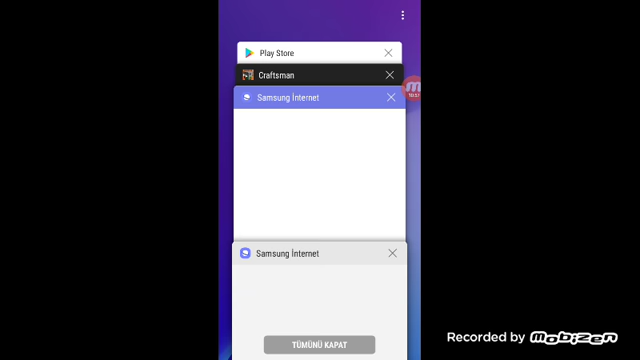 Play Store
Craftsman
Samsung İnternet
Samsung İnternet
TÜMÜNÜ KAPAT
Recorded by mobizen